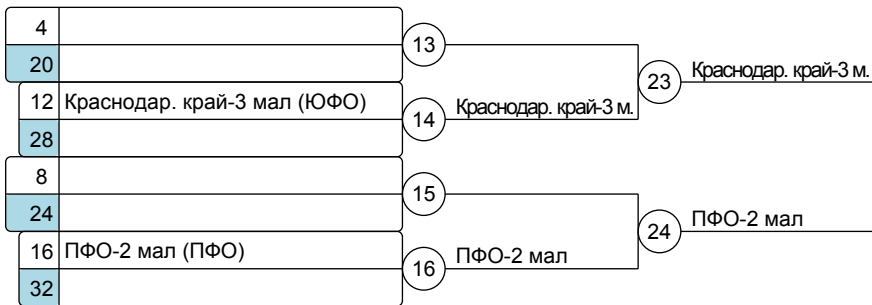 4
13
20
23 Краснодар. край-3 м.
12 Краснодар. край-3 мал (ЮФО)
14 Краснодар. край-3 м.
28
8
15
24
24 ПФО-2 мал
16 ПФО-2 мал (ПФО)
16 ПФО-2 мал
32